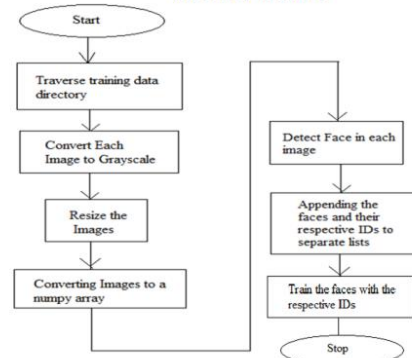 Start
Traverse training data
directory
Convert Each
Image to Grayscale
Resize the
Images
Converting Images to a
numpy array
Detect Face in each
image
Appending the
faces and their
respective IDs to
separate lists
Train the faces with the
respective IDs
Stop